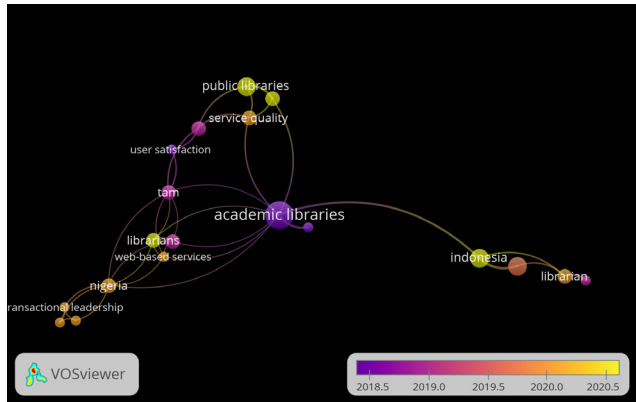 public libraries
service quality
user satisfaction
tam
academic libraries
librarians
web-based services
indonesia
librarian
nigeria
ransactional leadership
VOSviewer
2018.5 2019.0 2019.5 2020.0 2020.5